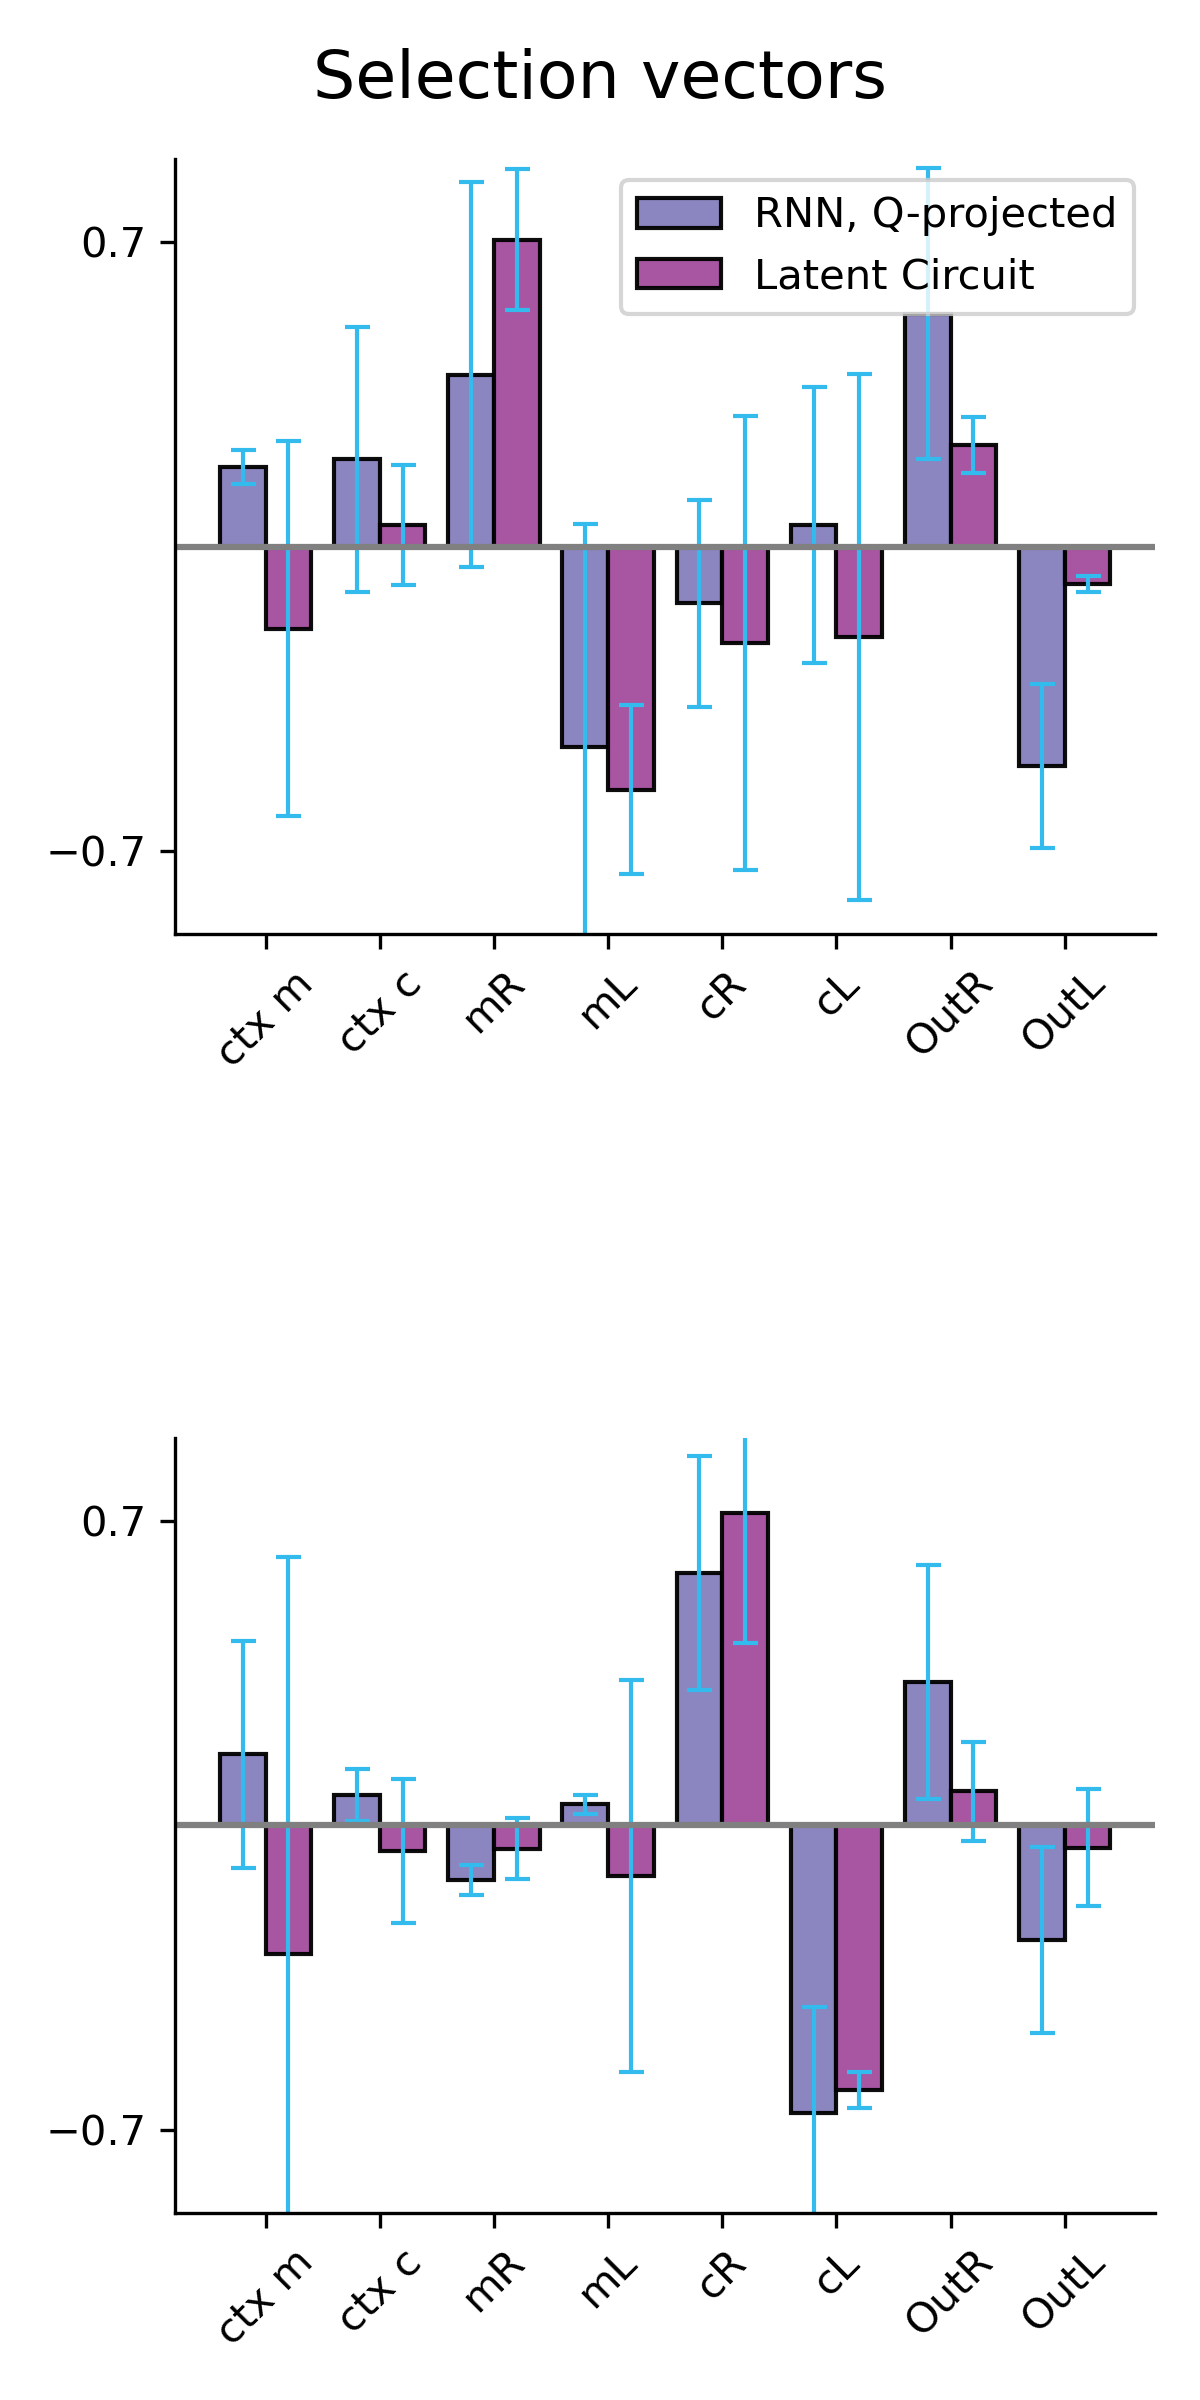 Selection vectors
0.7
−0.7
RNN, Q-projected
Latent Circuit
ctx m
ctx c
mR
mL
cR
cL
OutR
OutL
0.7
−0.7
ctx m
ctx c
mR
mL
cR
cL
OutR
OutL